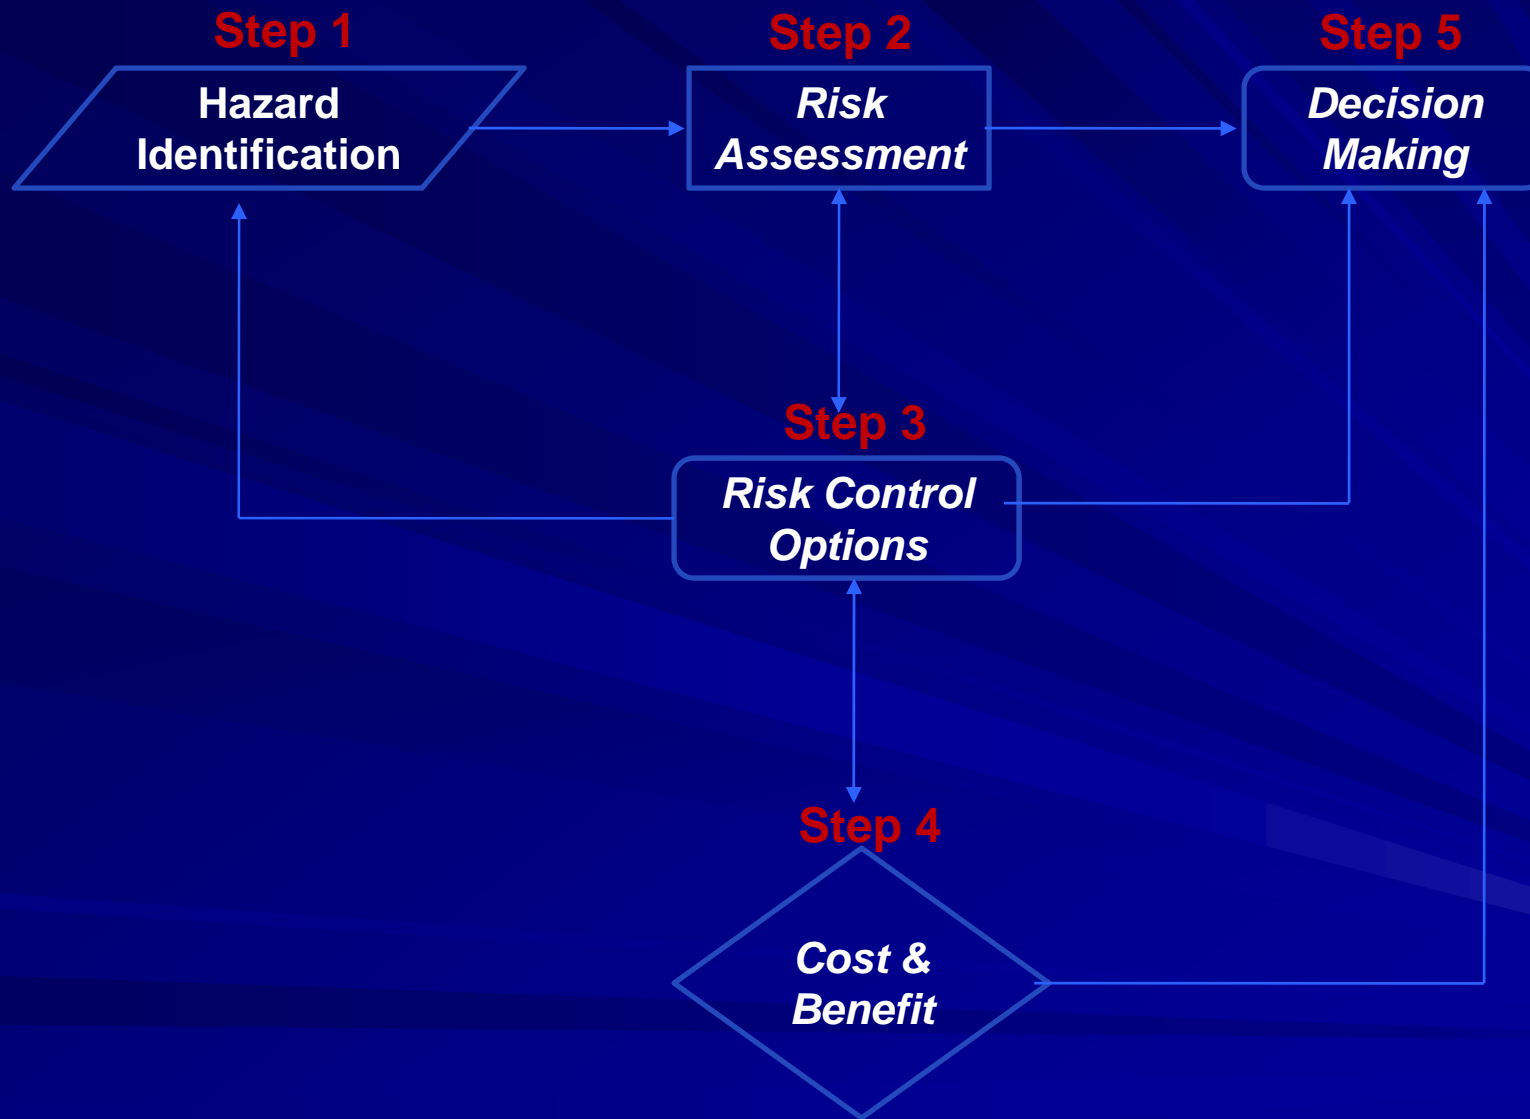 Step 1
Hazard
Identification
Step 2
Risk
Assessment
Step 5
Decision
Making
Step 3
Risk Control
Options
Step 4
Cost &
Benefit